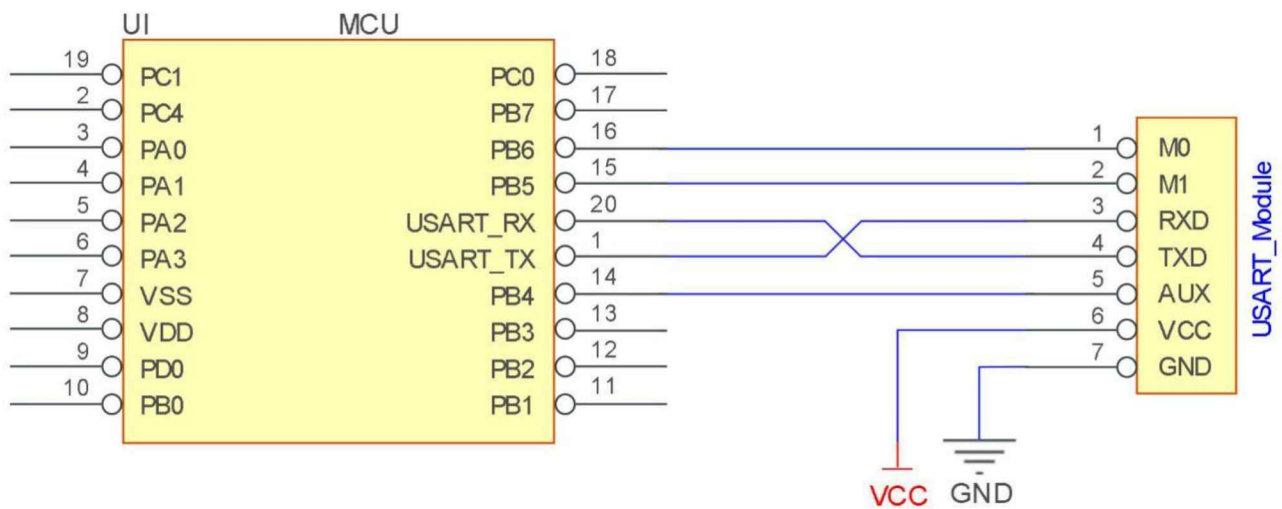 UI MCU
19 PC1 PC0 18
2 PC4 PB7 17
3 PA0 PB6 16 1 M0
4 PA1 PB5 15 2 M1
5 PA2 USART_RX 20 3 RXD
6 PA3 USART_TX 1 4 TXD
7 VSS PB4 14 5 AUX
8 VDD PB3 13 6 VCC
9 PD0 PB2 12 7 GND
10 PB0 PB1 11
USART_Module
VCC GND